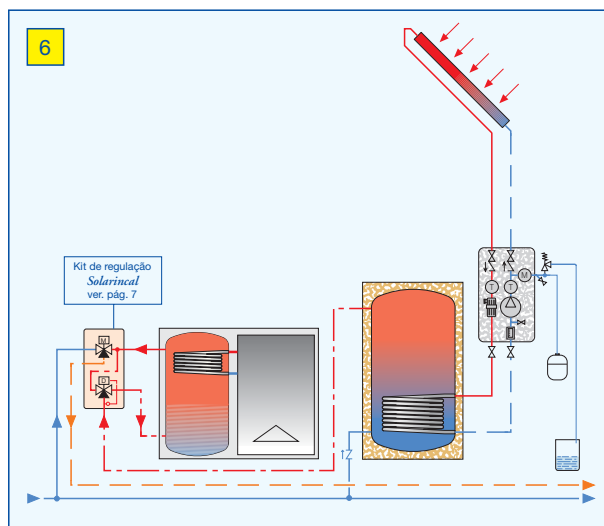 6
Kit de regulação
Solarincal
ver. pág. 7
M
D
T
T
M